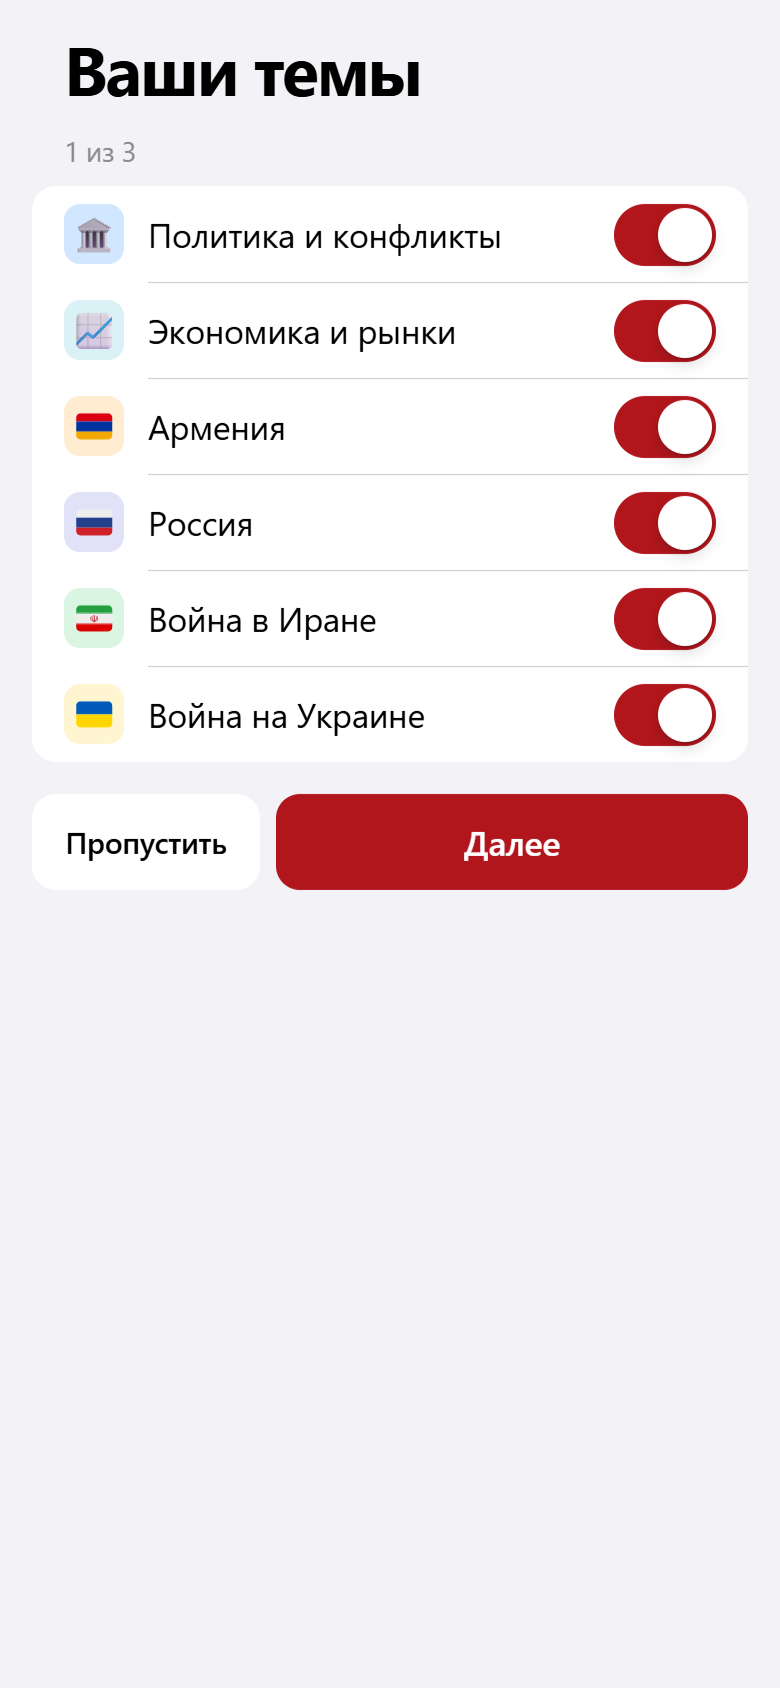 Ваши темы
1 из 3
Политика и конфликты
Экономика и рынки
Армения
Россия
Война в Иране
Война на Украине
Пропустить
Далее